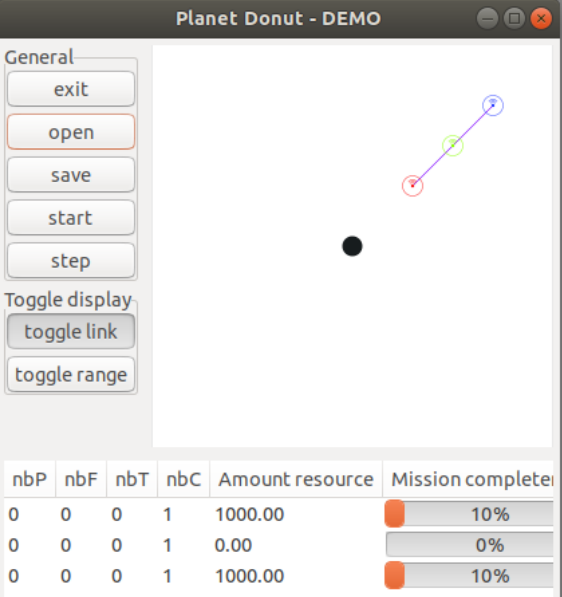 Planet Donut - DEMO
General
exit
open
save
start
step
Toggle display
toggle link
toggle range
nbP nbF nbT nbC Amount resource Mission complete
0 0 0 1 1000.00 10%
0 0 0 1 0.00 0%
0 0 0 1 1000.00 10%